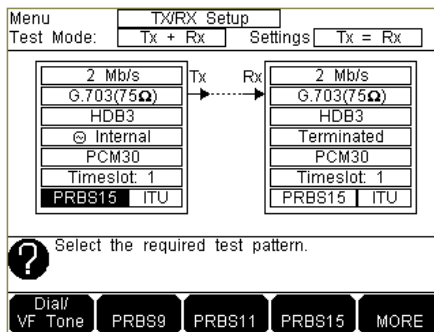 Menu TX/RX Setup
Test Mode: Tx + Rx Settings Tx = Rx
2 Mb/s Tx Rx 2 Mb/s
G.703(75Ω) G.703(75Ω)
HDB3 HDB3
Internal Terminated
PCM30 PCM30
Timeslot: 1 Timeslot: 1
PRBS15 ITU PRBS15 ITU
? Select the required test pattern.
Dial/
VF Tone PRBS9 PRBS11 PRBS15 MORE